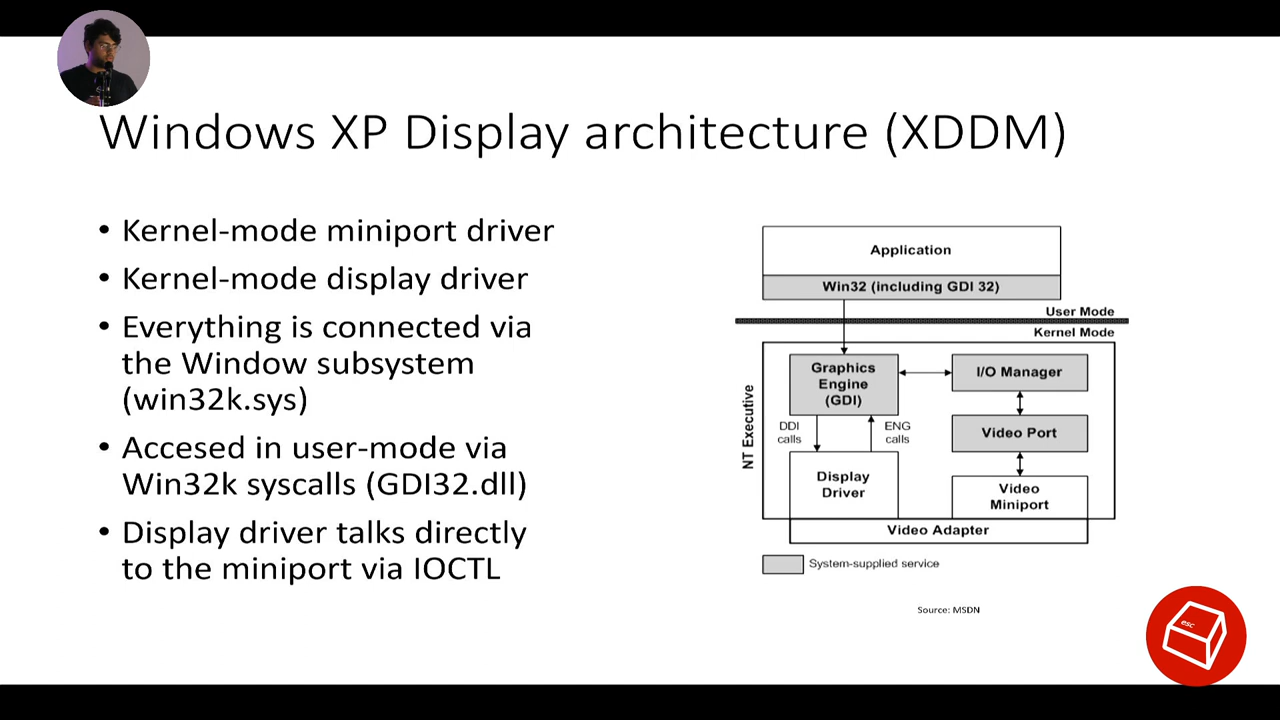 Windows XP Display architecture (XDDM)
• Kernel-mode miniport driver
• Kernel-mode display driver
• Everything is connected via
the Window subsystem
(win32k.sys)
• Accesed in user-mode via
Win32k syscalls (GDI32.dll)
• Display driver talks directly
to the miniport via IOCTL
Application
Win32 (including GDI 32)
User Mode
Kernel Mode
NT Executive
Graphics
Engine
(GDI)
I/O Manager
DDI
calls
ENG
calls
Video Port
Display
Driver
Video
Miniport
Video Adapter
System-supplied service
Source: MSDN
esc